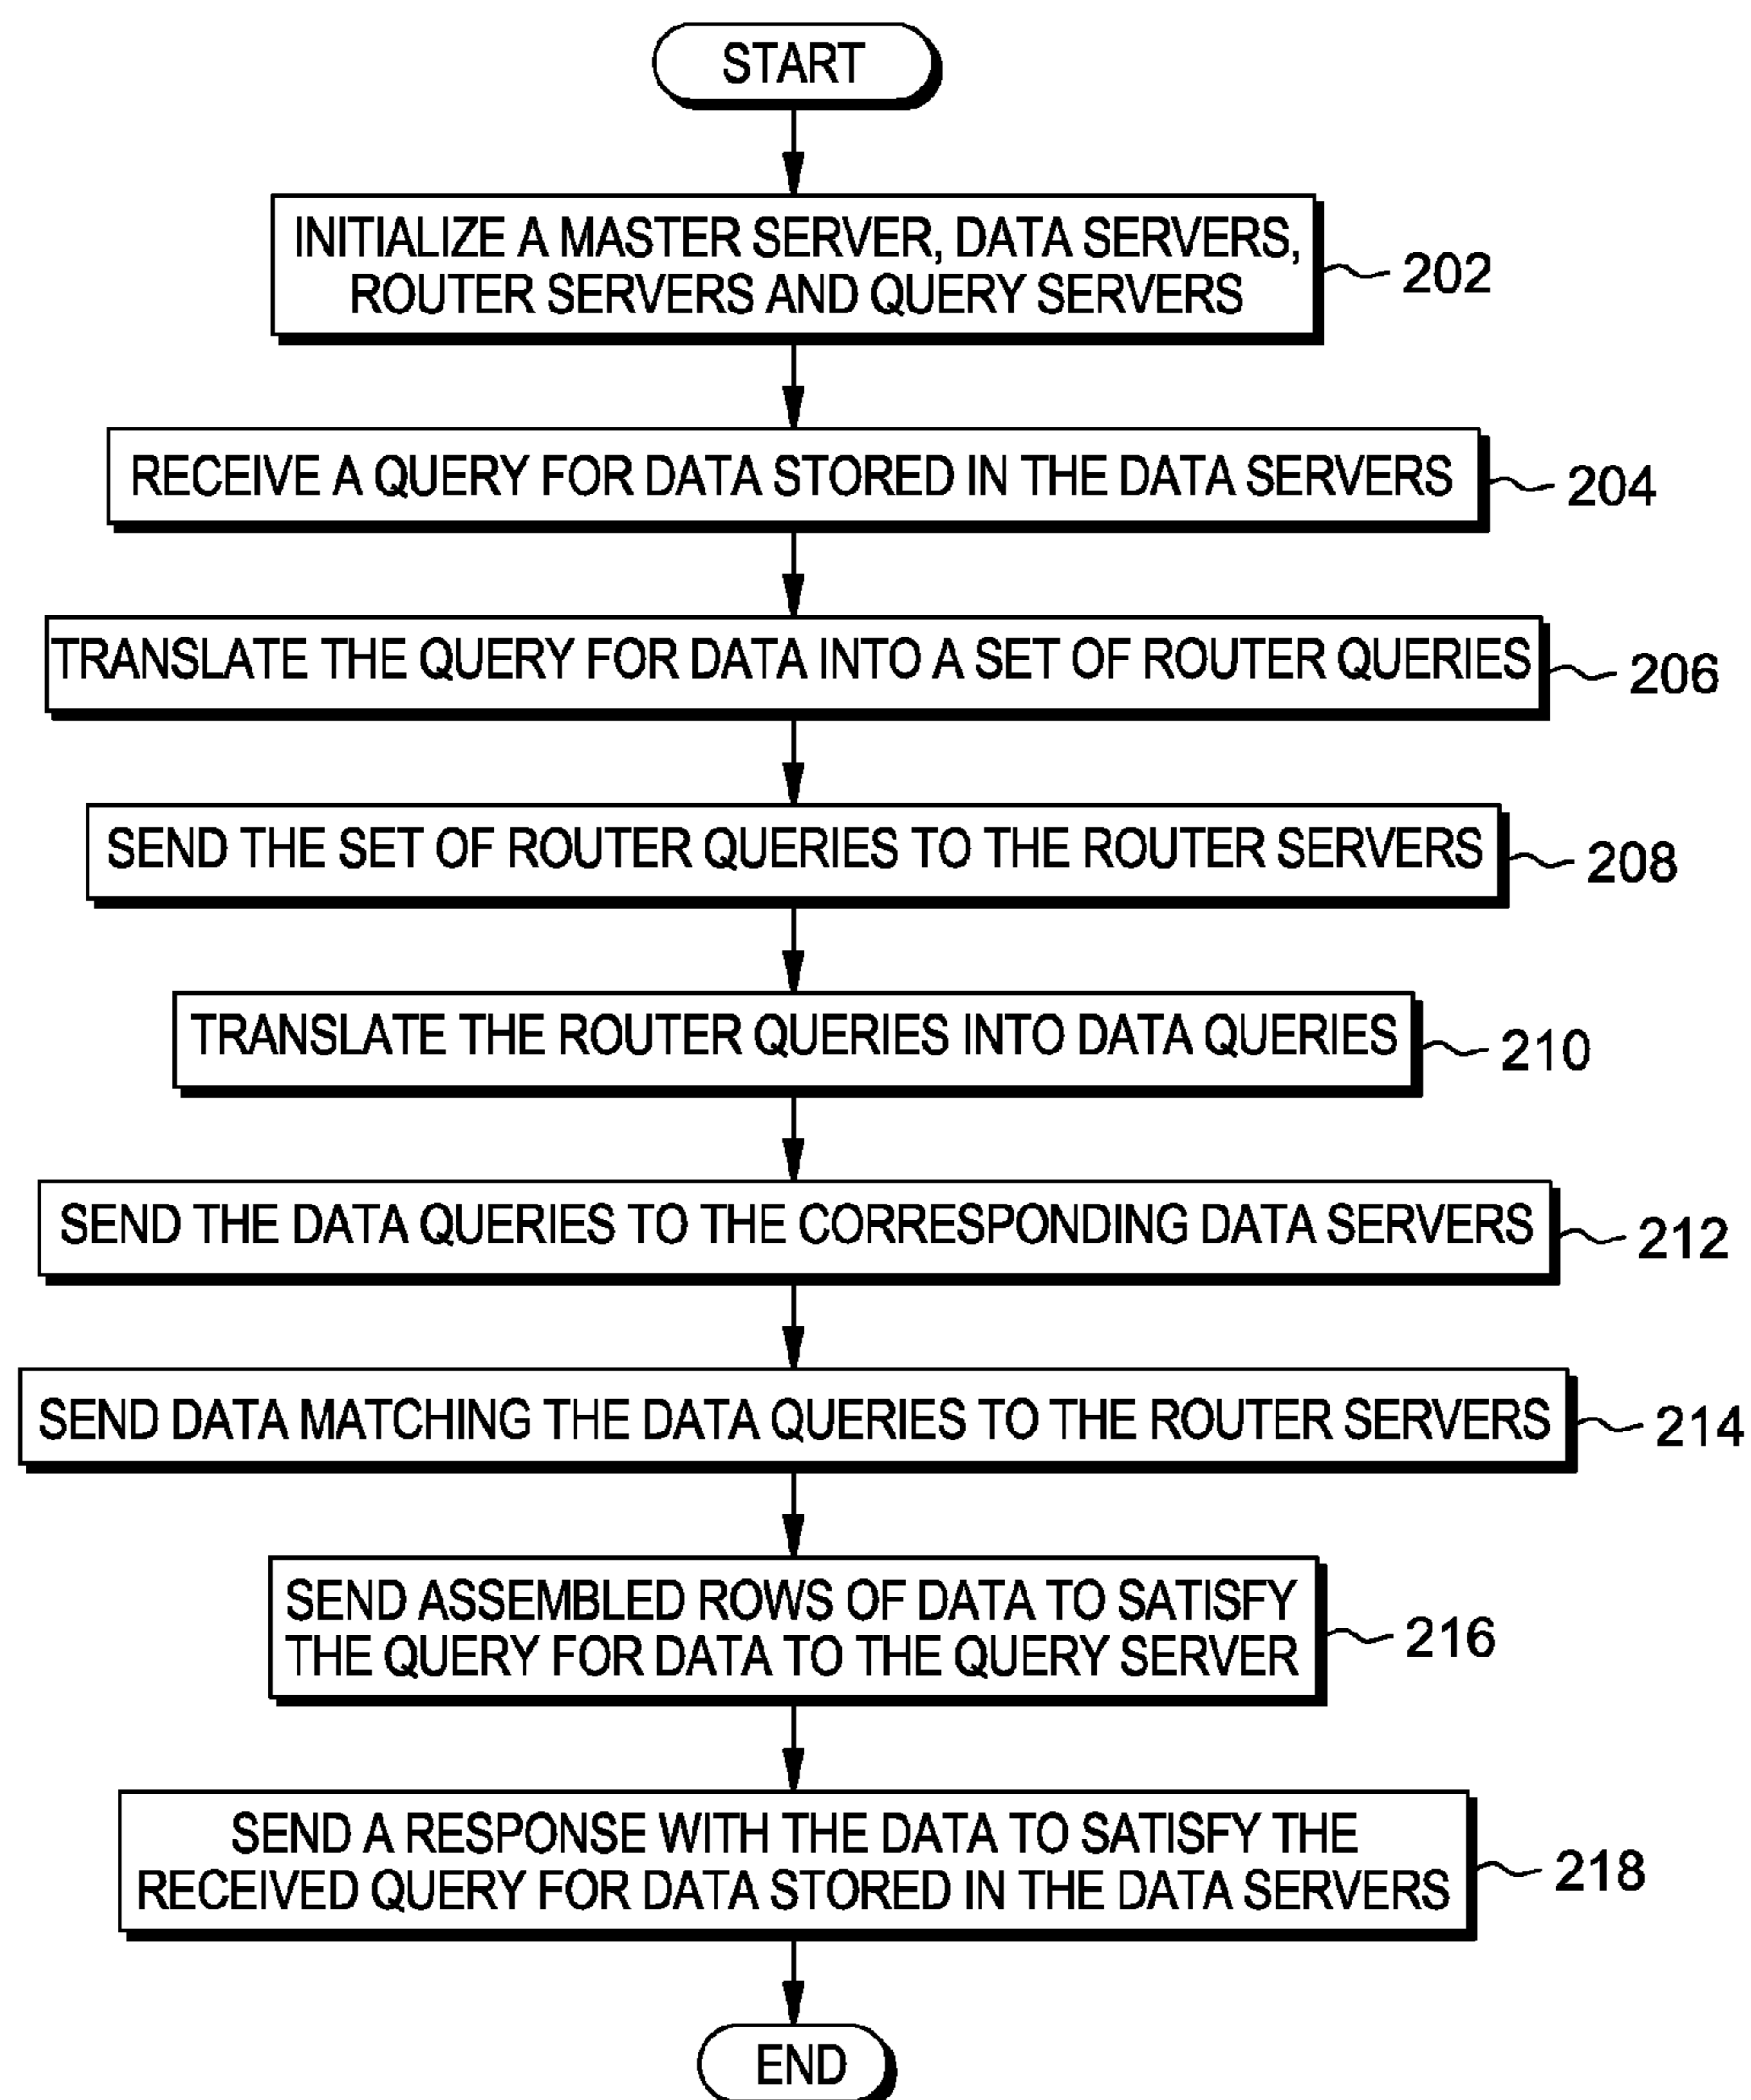 START
INITIALIZE A MASTER SERVER, DATA SERVERS,
ROUTER SERVERS AND QUERY SERVERS
202
RECEIVE A QUERY FOR DATA STORED IN THE DATA SERVERS
204
TRANSLATE THE QUERY FOR DATA INTO A SET OF ROUTER QUERIES
206
SEND THE SET OF ROUTER QUERIES TO THE ROUTER SERVERS
208
TRANSLATE THE ROUTER QUERIES INTO DATA QUERIES
210
SEND THE DATA QUERIES TO THE CORRESPONDING DATA SERVERS
212
SEND DATA MATCHING THE DATA QUERIES TO THE ROUTER SERVERS
214
SEND ASSEMBLED ROWS OF DATA TO SATISFY
THE QUERY FOR DATA TO THE QUERY SERVER
216
SEND A RESPONSE WITH THE DATA TO SATISFY THE
RECEIVED QUERY FOR DATA STORED IN THE DATA SERVERS
218
END